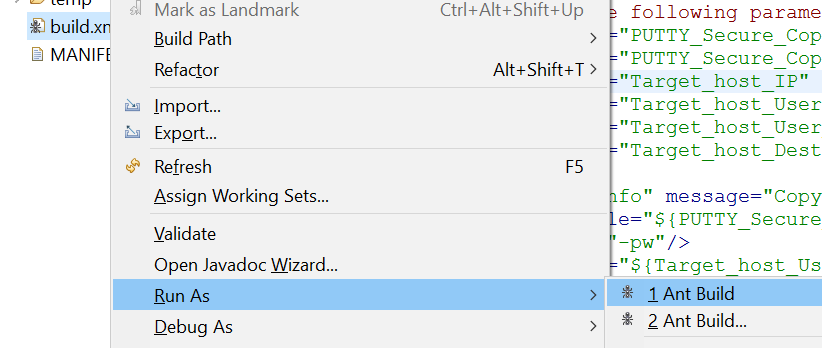 temp
Mark as Landmark Ctrl+Alt+Shift+Up
e following parame
build.xm
Build Path
="PUTTY_Secure_Cop
MANIFE
="PUTTY_Secure_Cop
Refactor Alt+Shift+T
="Target_host_IP"
Import...
="Target_host_User
Export...
="Target_host_User
="Target_host_Dest
Refresh F5
Assign Working Sets...
nfo" message="Copy
le="${PUTTY_Secure
Validate
"-pw"/>
Open Javadoc Wizard...
="${Target_host_Us
Run As
1 Ant Build
Debug As
2 Ant Build...